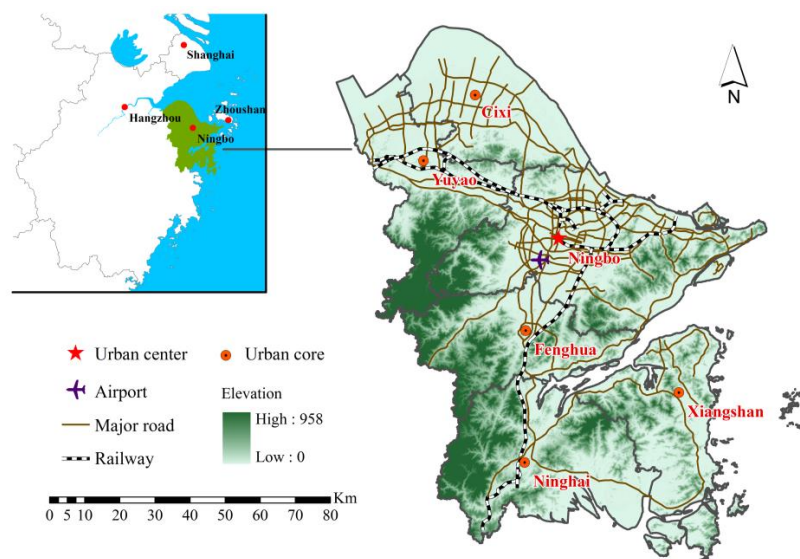 Shanghai
Hangzhou
Zhoushan
Ningbo
N
Cixi
Yuyao
Ningbo
Fenghua
Xiangshan
Ninghai
Urban center
Urban core
Airport
Elevation
Major road
High : 958
Railway
Low : 0
Km
0 5 10 20 30 40 50 60 70 80